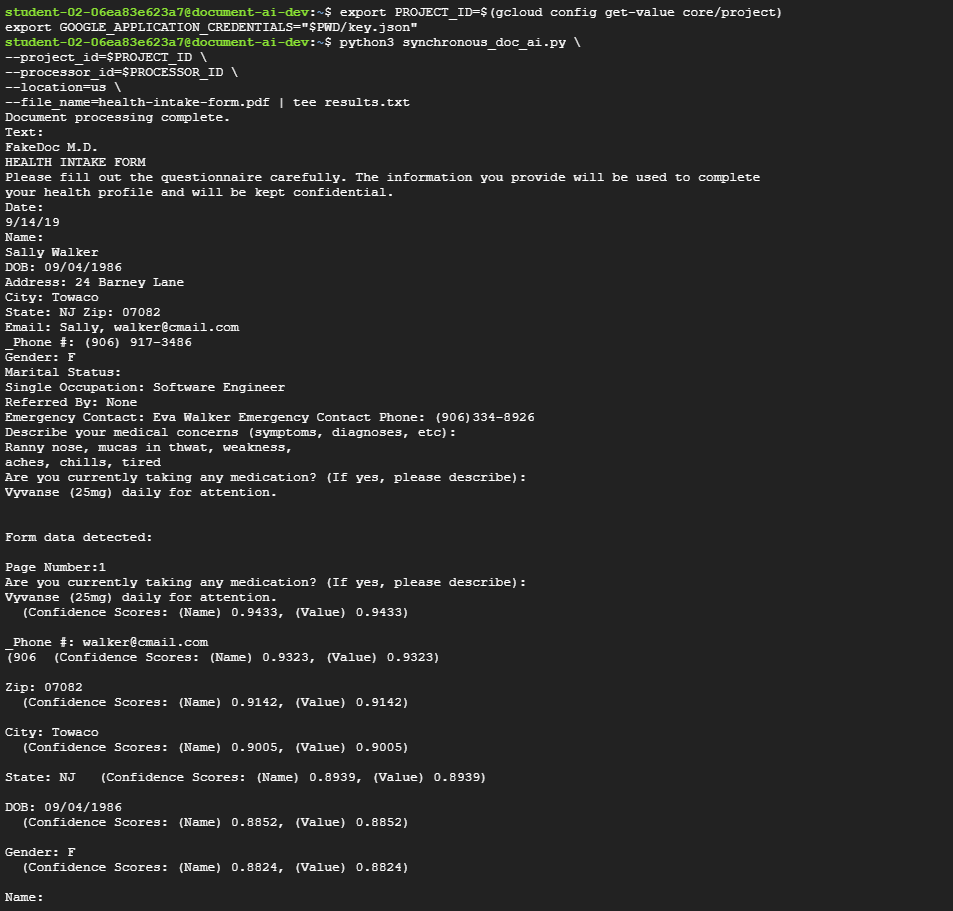 student-02-06ea83e623a7@document-ai-dev:~$ export PROJECT_ID=$(gcloud config get-value core/project)
export GOOGLE_APPLICATION_CREDENTIALS="$PWD/key.json"
student-02-06ea83e623a7@document-ai-dev:~$ python3 synchronous_doc_ai.py \
--project_id=$PROJECT_ID \
--processor_id=$PROCESSOR_ID \
--location=us \
--file_name=health-intake-form.pdf | tee results.txt
Document processing complete.
Text:
FakeDoc M.D.
HEALTH INTAKE FORM
Please fill out the questionnaire carefully. The information you provide will be used to complete
your health profile and will be kept confidential.
Date:
9/14/19
Name:
Sally Walker
DOB: 09/04/1986
Address: 24 Barney Lane
City: Towaco
State: NJ Zip: 07082
Email: Sally, walker@cmail.com
_Phone #: (906) 917-3486
Gender: F
Marital Status:
Single Occupation: Software Engineer
Referred By: None
Emergency Contact: Eva Walker Emergency Contact Phone: (906)334-8926
Describe your medical concerns (symptoms, diagnoses, etc):
Ranny nose, mucas in thwat, weakness,
aches, chills, tired
Are you currently taking any medication? (If yes, please describe):
Vyvanse (25mg) daily for attention.
Form data detected:
Page Number:1
Are you currently taking any medication? (If yes, please describe):
Vyvanse (25mg) daily for attention.
(Confidence Scores: (Name) 0.9433, (Value) 0.9433)
_Phone #: walker@cmail.com
(906  (Confidence Scores: (Name) 0.9323, (Value) 0.9323)
Zip: 07082
(Confidence Scores: (Name) 0.9142, (Value) 0.9142)
City: Towaco
(Confidence Scores: (Name) 0.9005, (Value) 0.9005)
State: NJ   (Confidence Scores: (Name) 0.8939, (Value) 0.8939)
DOB: 09/04/1986
(Confidence Scores: (Name) 0.8852, (Value) 0.8852)
Gender: F
(Confidence Scores: (Name) 0.8824, (Value) 0.8824)
Name: